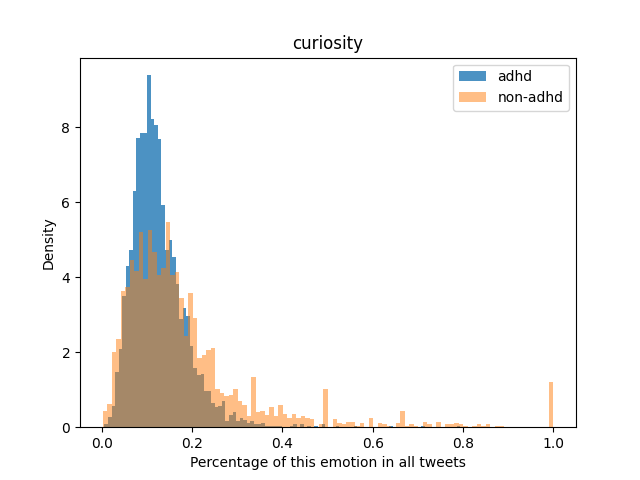 curiosity
adhd
non-adhd
Density
8
6
4
2
0
0.0 0.2 0.4 0.6 0.8 1.0
Percentage of this emotion in all tweets